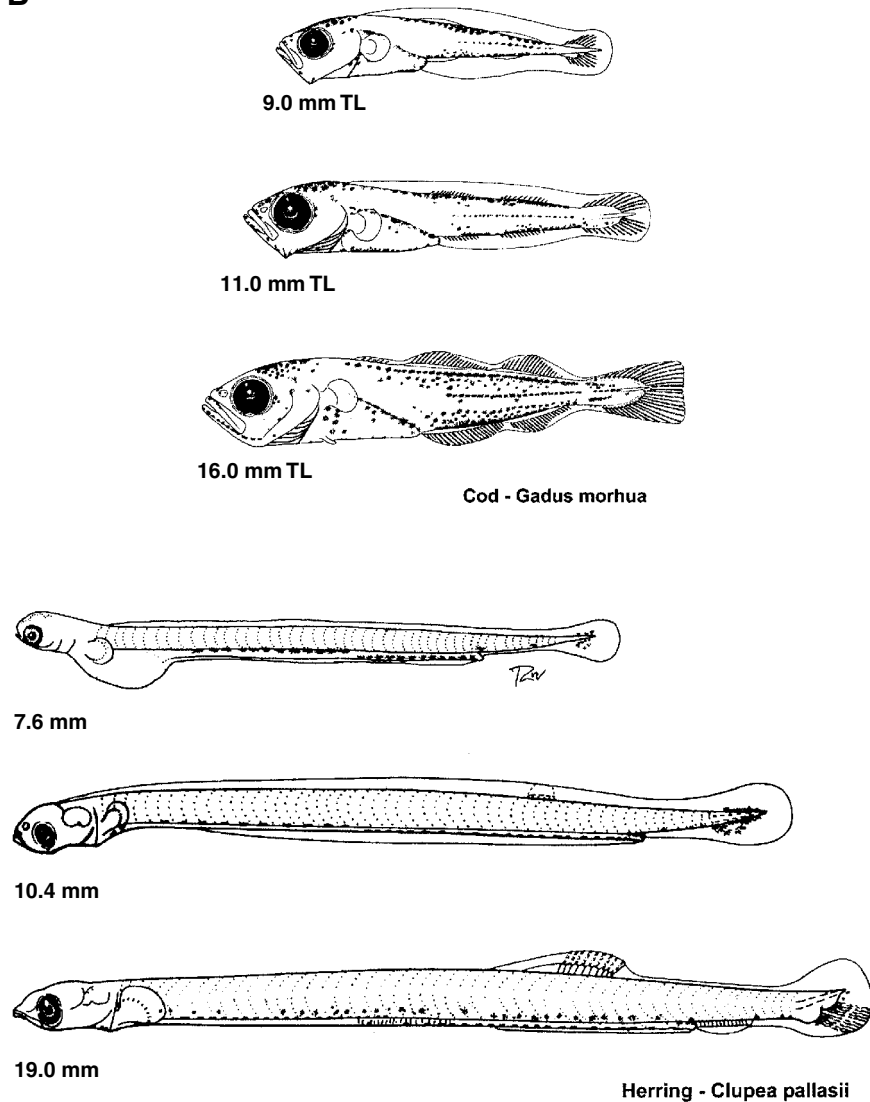 9.0 mm TL
11.0 mm TL
16.0 mm TL
Cod - Gadus morhua
7.6 mm
10.4 mm
19.0 mm
Herring - Clupea pallasii